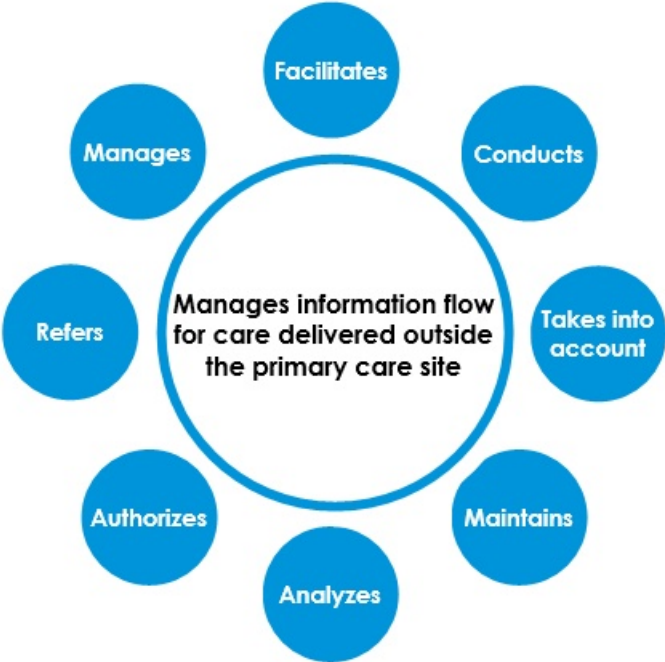 Facilitates
Conducts
Takes into
account
Maintains
Analyzes
Authorizes
Refers
Manages
Manages information flow
for care delivered outside
the primary care site